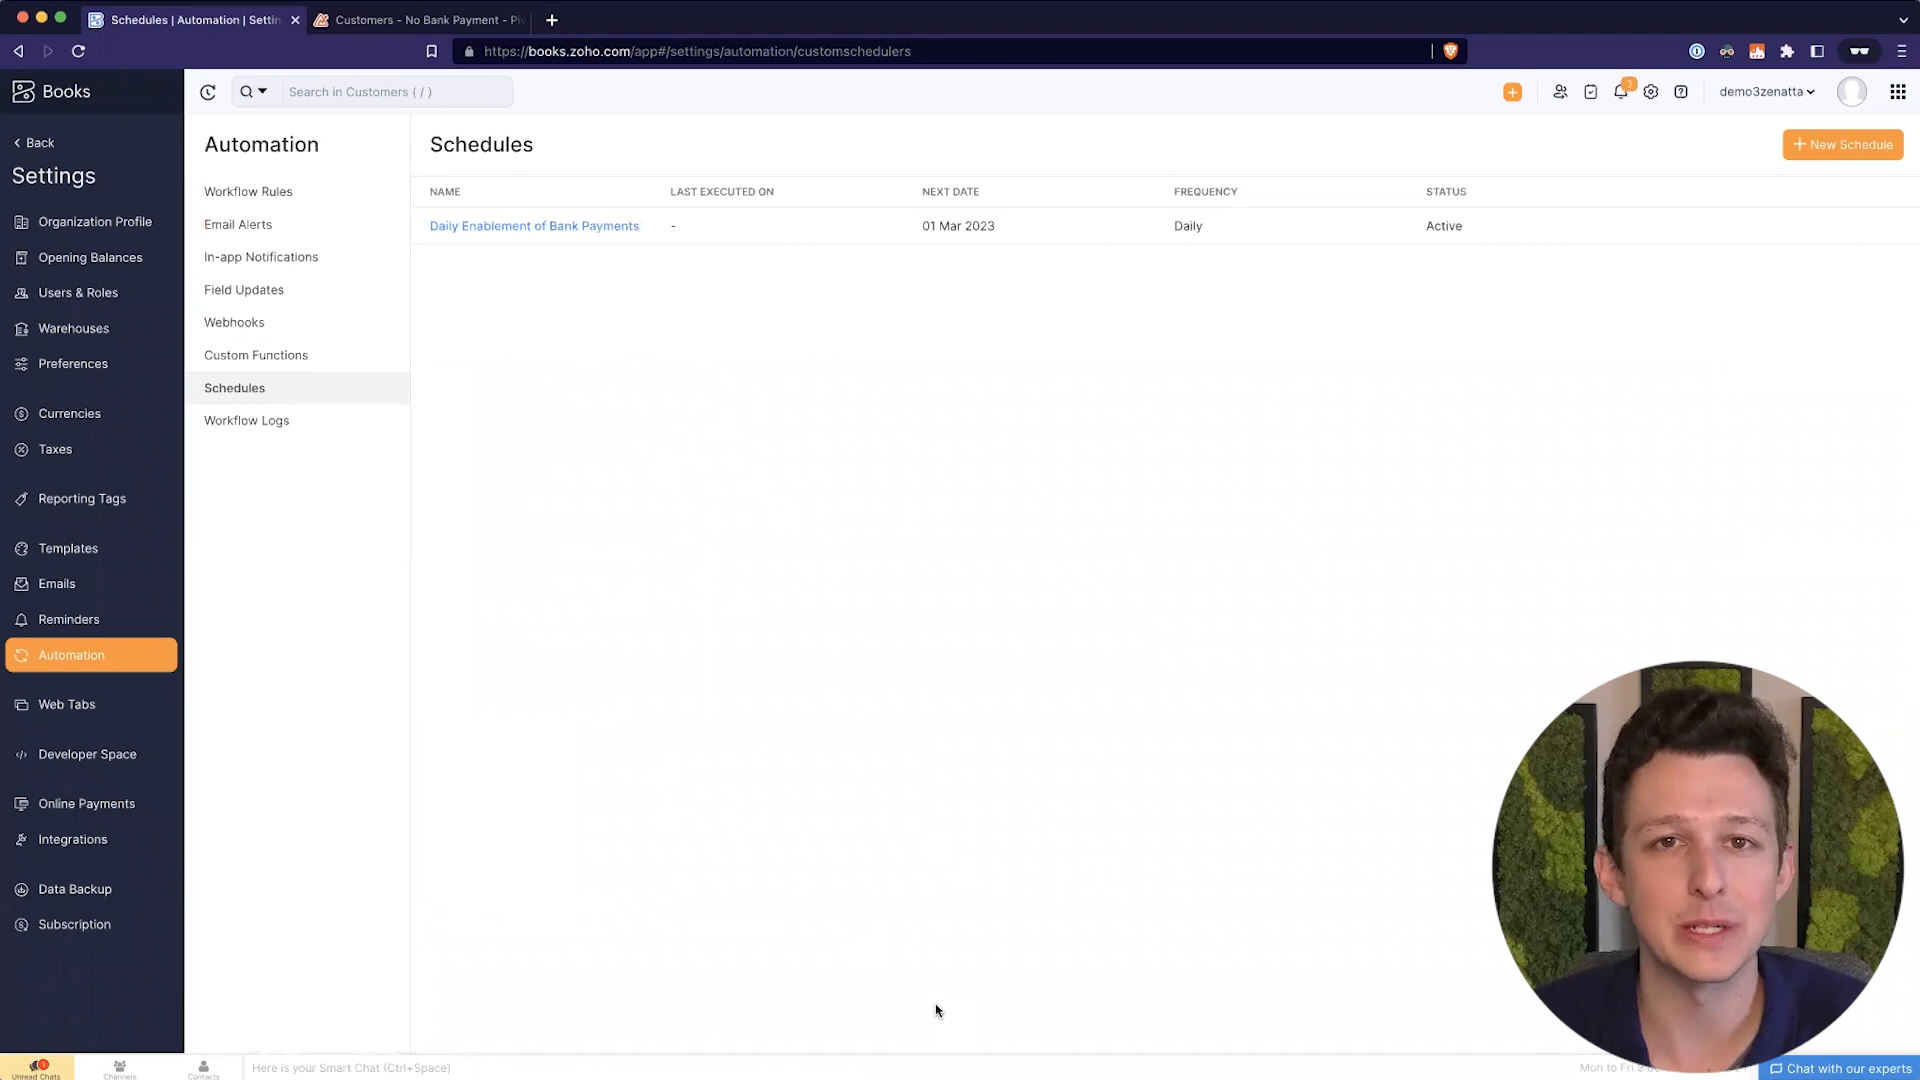 Schedules | Automation | Settin
Customers - No Bank Payment - Piv
https://books.zoho.com/app#/settings/automation/customschedulers
Books
Search in Customers ( / )
3
demo3zenatta
Back
Settings
Organization Profile
Opening Balances
Users & Roles
Warehouses
Preferences
Currencies
Taxes
Reporting Tags
Templates
Emails
Reminders
Automation
Web Tabs
Developer Space
Online Payments
Integrations
Data Backup
Subscription
Automation
Workflow Rules
Email Alerts
In-app Notifications
Field Updates
Webhooks
Custom Functions
Schedules
Workflow Logs
Schedules
+ New Schedule
NAME LAST EXECUTED ON NEXT DATE FREQUENCY STATUS
Daily Enablement of Bank Payments - 01 Mar 2023 Daily Active
Unread Chats
Channels
Contacts
Here is your Smart Chat (Ctrl+Space)
Mon to Fri
Chat with our experts